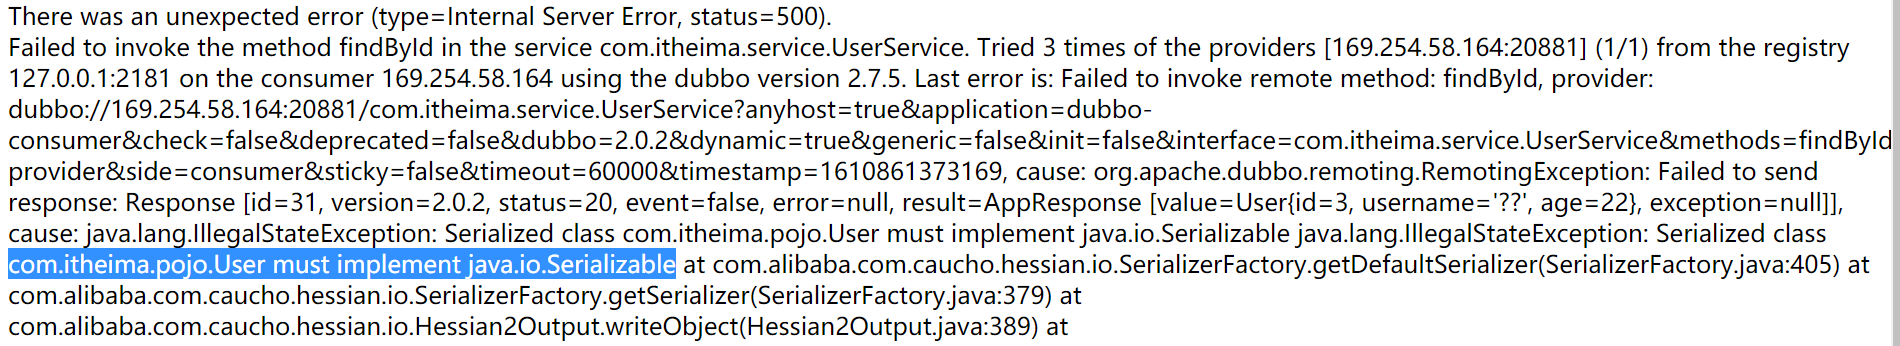 There was an unexpected error (type=Internal Server Error, status=500).
Failed to invoke the method findById in the service com.itheima.service.UserService. Tried 3 times of the providers [169.254.58.164:20881] (1/1) from the registry
127.0.0.1:2181 on the consumer 169.254.58.164 using the dubbo version 2.7.5. Last error is: Failed to invoke remote method: findById, provider:
dubbo://169.254.58.164:20881/com.itheima.service.UserService?anyhost=true&application=dubbo-
consumer&check=false&deprecated=false&dubbo=2.0.2&dynamic=true&generic=false&init=false&interface=com.itheima.service.UserService&methods=findById
provider&side=consumer&sticky=false&timeout=60000&timestamp=1610861373169, cause: org.apache.dubbo.remoting.RemotingException: Failed to send
response: Response [id=31, version=2.0.2, status=20, event=false, error=null, result=AppResponse [value=User{id=3, username='??', age=22}, exception=null]],
cause: java.lang.IllegalStateException: Serialized class com.itheima.pojo.User must implement java.io.Serializable java.lang.IllegalStateException: Serialized class
com.itheima.pojo.User must implement java.io.Serializable at com.alibaba.com.caucho.hessian.io.SerializerFactory.getDefaultSerializer(SerializerFactory.java:405) at
com.alibaba.com.caucho.hessian.io.SerializerFactory.getSerializer(SerializerFactory.java:379) at
com.alibaba.com.caucho.hessian.io.Hessian2Output.writeObject(Hessian2Output.java:389) at